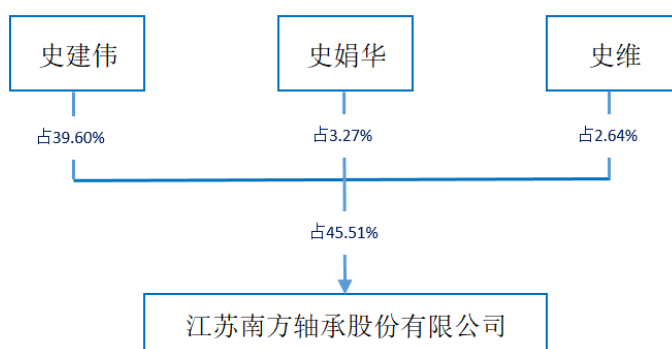 史建伟
史娟华
史维
占39.60%
占3.27%
占2.64%
占45.51%
江苏南方轴承股份有限公司